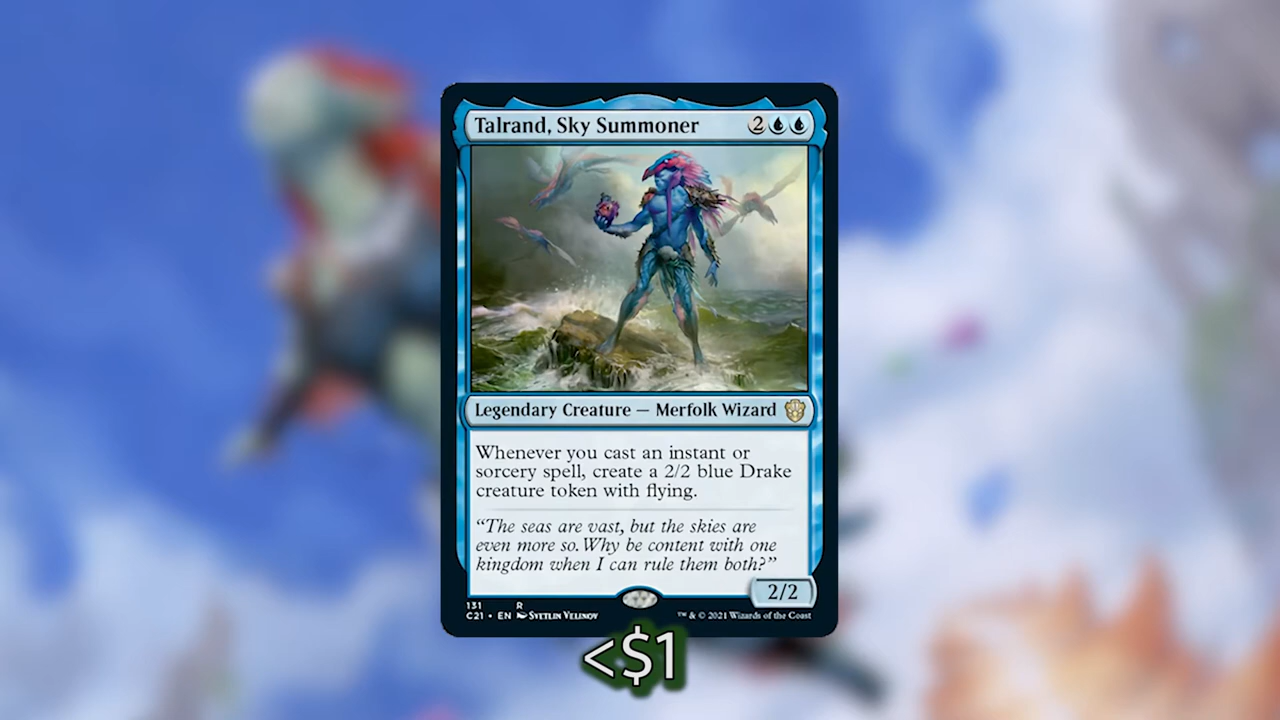 Talrand, Sky Summoner 2
Legendary Creature — Merfolk Wizard
Whenever you cast an instant or
sorcery spell, create a 2/2 blue Drake
creature token with flying.
“The seas are vast, but the skies are
even more so. Why be content with one
kingdom when I can rule them both?”
2/2
131 R
C21 • EN Svetlin Velinov ™ & © 2021 Wizards of the Coast
<$1